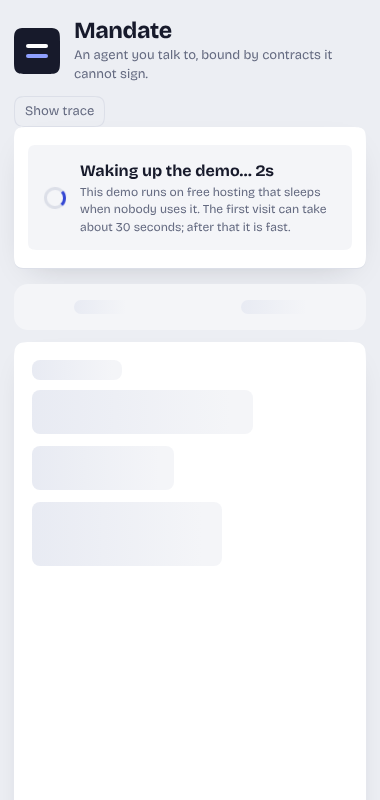 Mandate
An agent you talk to, bound by contracts it
cannot sign.
Show trace
Waking up the demo... 2s
This demo runs on free hosting that sleeps
when nobody uses it. The first visit can take
about 30 seconds; after that it is fast.